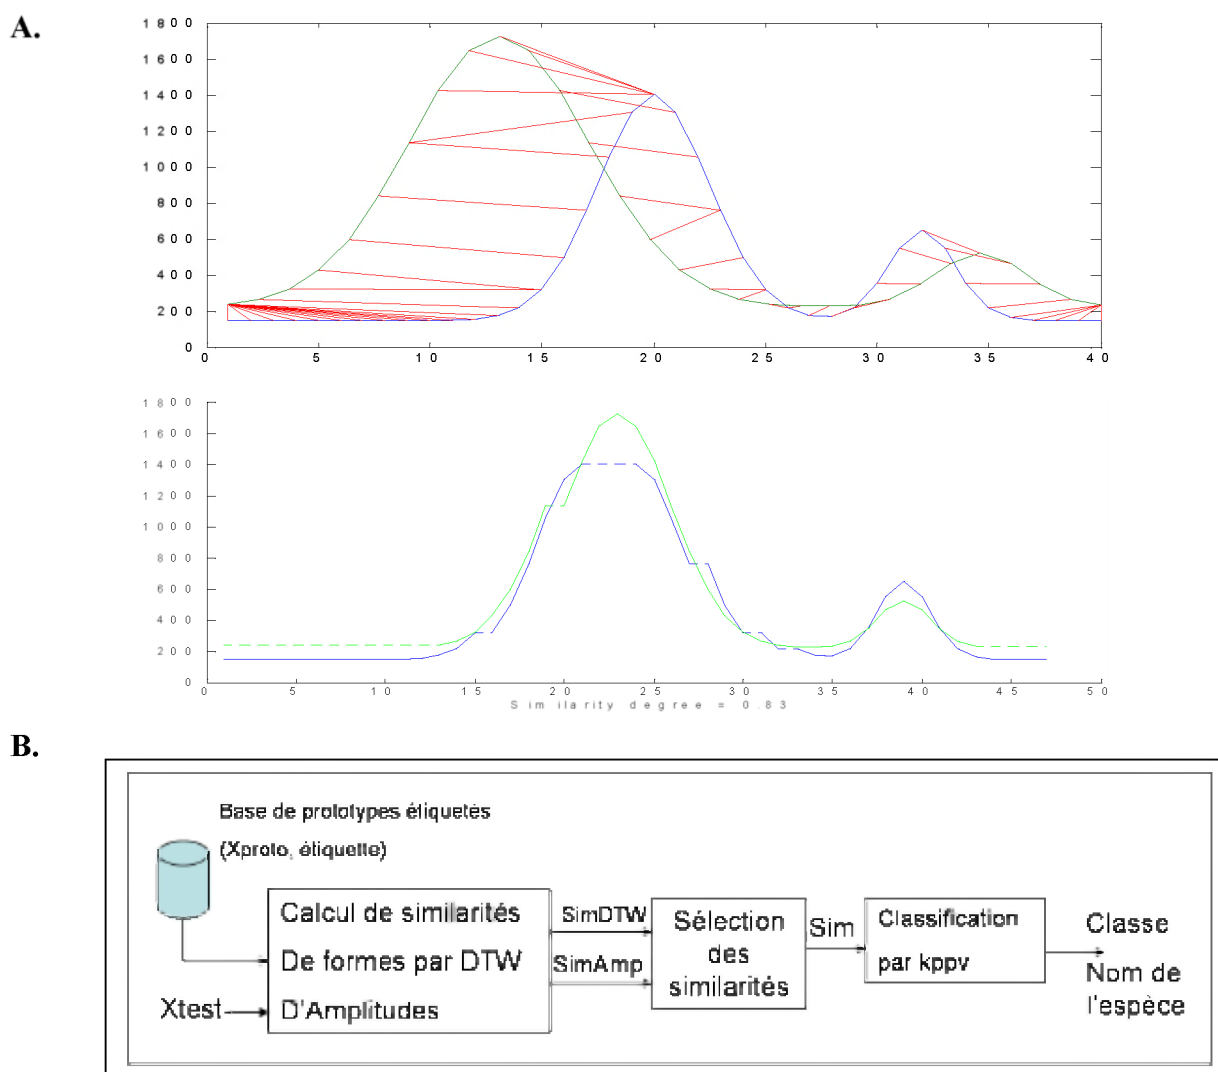 A.
1800
1600
1400
1200
1000
800
600
400
200
0
0 5 10 15 20 25 30 35 40
1800
1600
1400
1200
1000
800
600
400
200
0
0 5 10 15 20 25 30 35 40 45 50
Similarity degree = 0.83
B.
Base de prototypes étiquetés
(Xproto, étiquette)
Calcul de similarités
De formes par DTW
D'Amplitudes
Xtest
SimDTW
SimAmp
Sélection
des
similarités
Sim
Classification
par kppv
Classe
Nom de
l'espèce